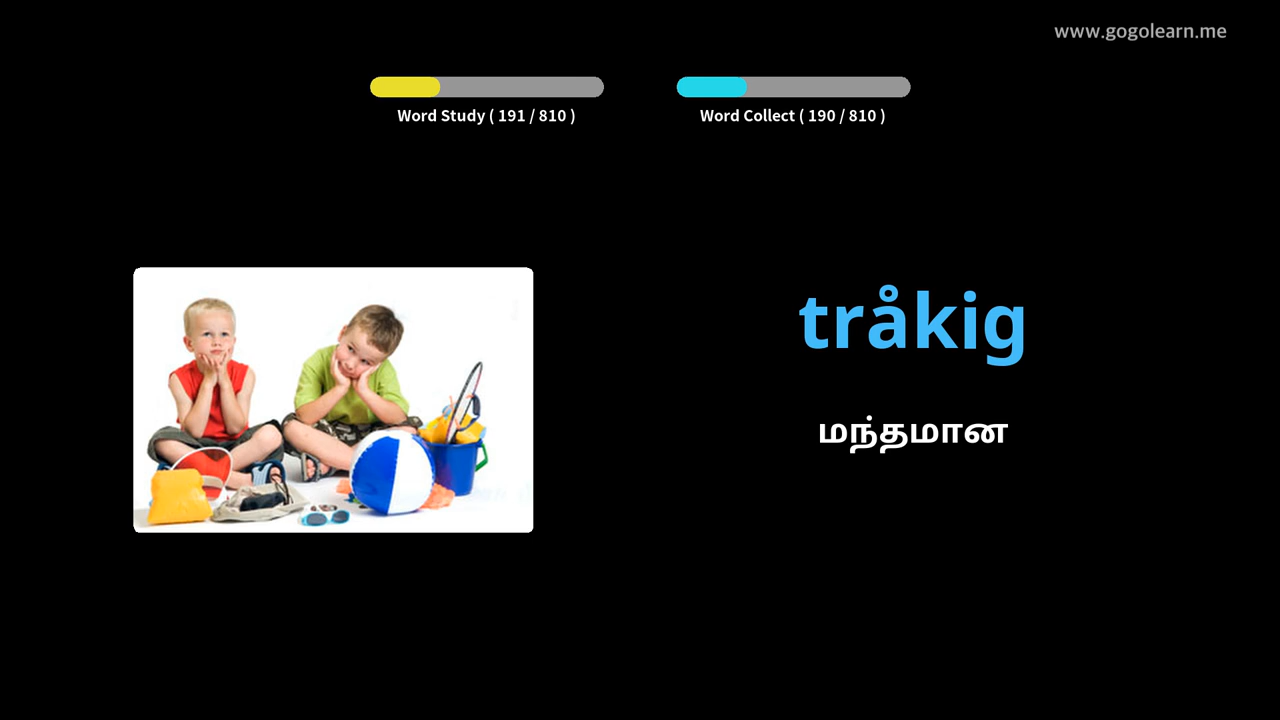 www.gogolearn.me
Word Study ( 191 / 810 )
Word Collect ( 190 / 810 )
tråkig
மந்தமான